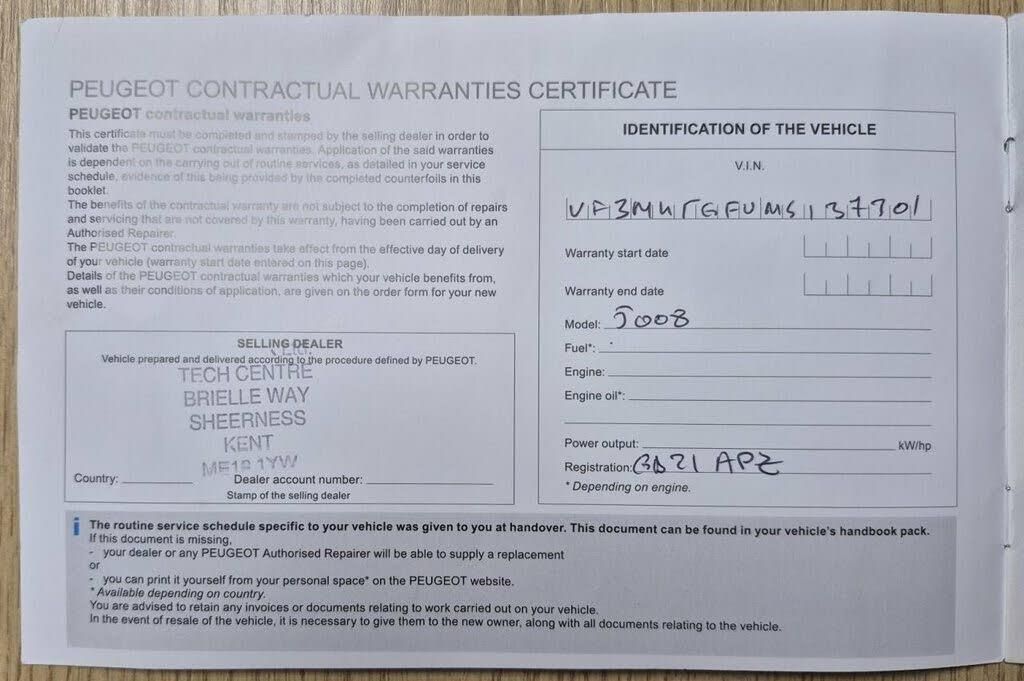 PEUGEOT CONTRACTUAL WARRANTIES CERTIFICATE
PEUGEOT contractual warranties
This certificate must be completed and stamped by the selling dealer in order to
validate the PEUGEOT contractual warranties. Application of the said warranties
is dependent on the carrying out of routine services, as detailed in your service
schedule, evidence of this being provided by the completed counterfoils in this
booklet.
The benefits of the contractual warranty are not subject to the completion of repairs
and servicing that are not covered by this warranty, having been carried out by an
Authorised Repairer.
The PEUGEOT contractual warranties take effect from the effective day of delivery
of your vehicle (warranty start date entered on this page).
Details of the PEUGEOT contractual warranties which your vehicle benefits from,
as well as their conditions of application, are given on the order form for your new
vehicle.
SELLING DEALER
Vehicle prepared and delivered according to the procedure defined by PEUGEOT.
TECH CENTRE
BRIELLE WAY
SHEERNESS
KENT
1YW
Country:
Dealer account number:
Stamp of the selling dealer
IDENTIFICATION OF THE VEHICLE
V.I.N.
Warranty start date
Warranty end date
Model: 5008
Fuel*:
Engine:
Engine oil*:
Power output: kW/hp
Registration: APZ
* Depending on engine.
i The routine service schedule specific to your vehicle was given to you at handover. This document can be found in your vehicle's handbook pack.
If this document is missing,
- your dealer or any PEUGEOT Authorised Repairer will be able to supply a replacement
or
- you can print it yourself from your personal space* on the PEUGEOT website.
* Available depending on country.
You are advised to retain any invoices or documents relating to work carried out on your vehicle.
In the event of resale of the vehicle, it is necessary to give them to the new owner, along with all documents relating to the vehicle.